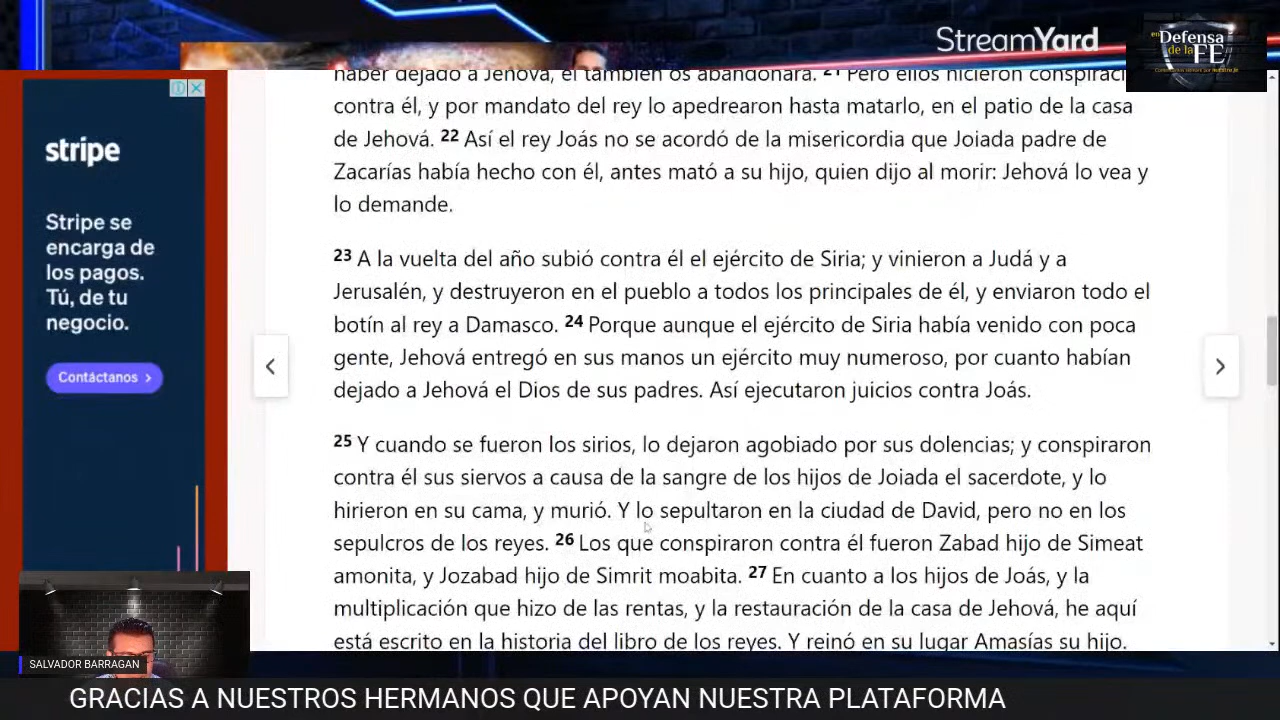 StreamYard
en Defensa
de la FE
haber dejado a Jehová, él también os abandonará. 21 Pero ellos hicieron
contra él, y por mandato del rey lo apedrearon hasta matarlo, en el patio de la casa
de Jehová. 22 Así el rey Joás no se acordó de la misericordia que Joiada padre de
Zacarías había hecho con él, antes mató a su hijo, quien dijo al morir: Jehová lo vea y
lo demande.
23 A la vuelta del año subió contra él el ejército de Siria; y vinieron a Judá y a
Jerusalén, y destruyeron en el pueblo a todos los principales de él, y enviaron todo el
botín al rey a Damasco. 24 Porque aunque el ejército de Siria había venido con poca
gente, Jehová entregó en sus manos un ejército muy numeroso, por cuanto habían
dejado a Jehová el Dios de sus padres. Así ejecutaron juicios contra Joás.
25 Y cuando se fueron los sirios, lo dejaron agobiado por sus dolencias; y conspiraron
contra él sus siervos a causa de la sangre de los hijos de Joiada el sacerdote, y lo
hirieron en su cama, y murió. Y lo sepultaron en la ciudad de David, pero no en los
sepulcros de los reyes. 26 Los que conspiraron contra él fueron Zabad hijo de Simeat
amonita, y Jozabad hijo de Simrit moabita. 27 En cuanto a los hijos de Joás, y la
multiplicación que hizo de las rentas, y la restauración de la casa de Jehová, he aquí
está escrito en la historia del libro de los reyes. Y reinó en su lugar Amasías su hijo.
stripe
Stripe se
encarga de
los pagos.
Tú, de tu
negocio.
Contáctanos >
SALVADOR BARRAGAN
GRACIAS A NUESTROS HERMANOS QUE APOYAN NUESTRA PLATAFORMA